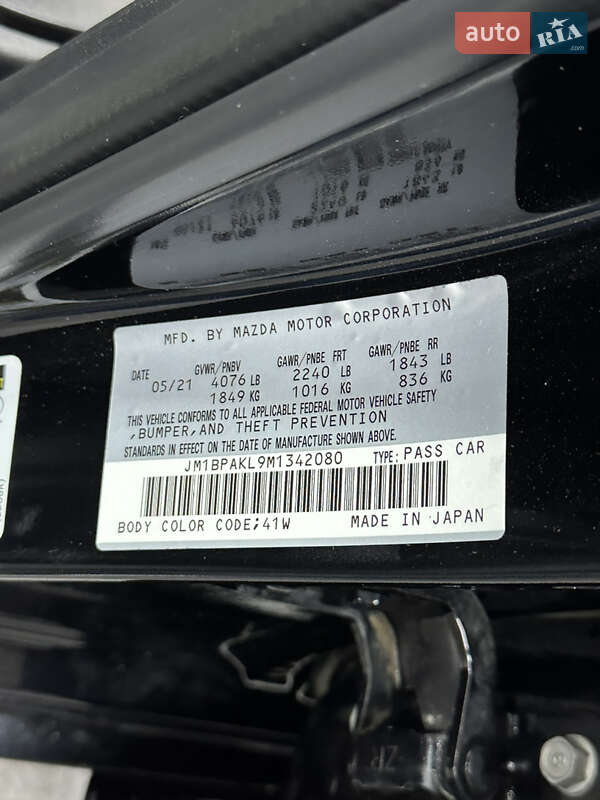 auto RIA
.com
MFD. BY MAZDA MOTOR CORPORATION
DATE GVWR/PNBV GAWR/PNBE FRT GAWR/PNBE RR
05/21 4076 LB 2240 LB 1843 LB
1849 KG 1016 KG 836 KG
THIS VEHICLE CONFORMS TO ALL APPLICABLE FEDERAL MOTOR VEHICLE SAFETY
,BUMPER,AND THEFT PREVENTION
STANDARDS IN EFFECT ON THE DATE OF MANUFACTURE SHOWN ABOVE.
JM1BPAKL9M1342080 TYPE: PASS CAR
BODY COLOR CODE;41W MADE IN JAPAN